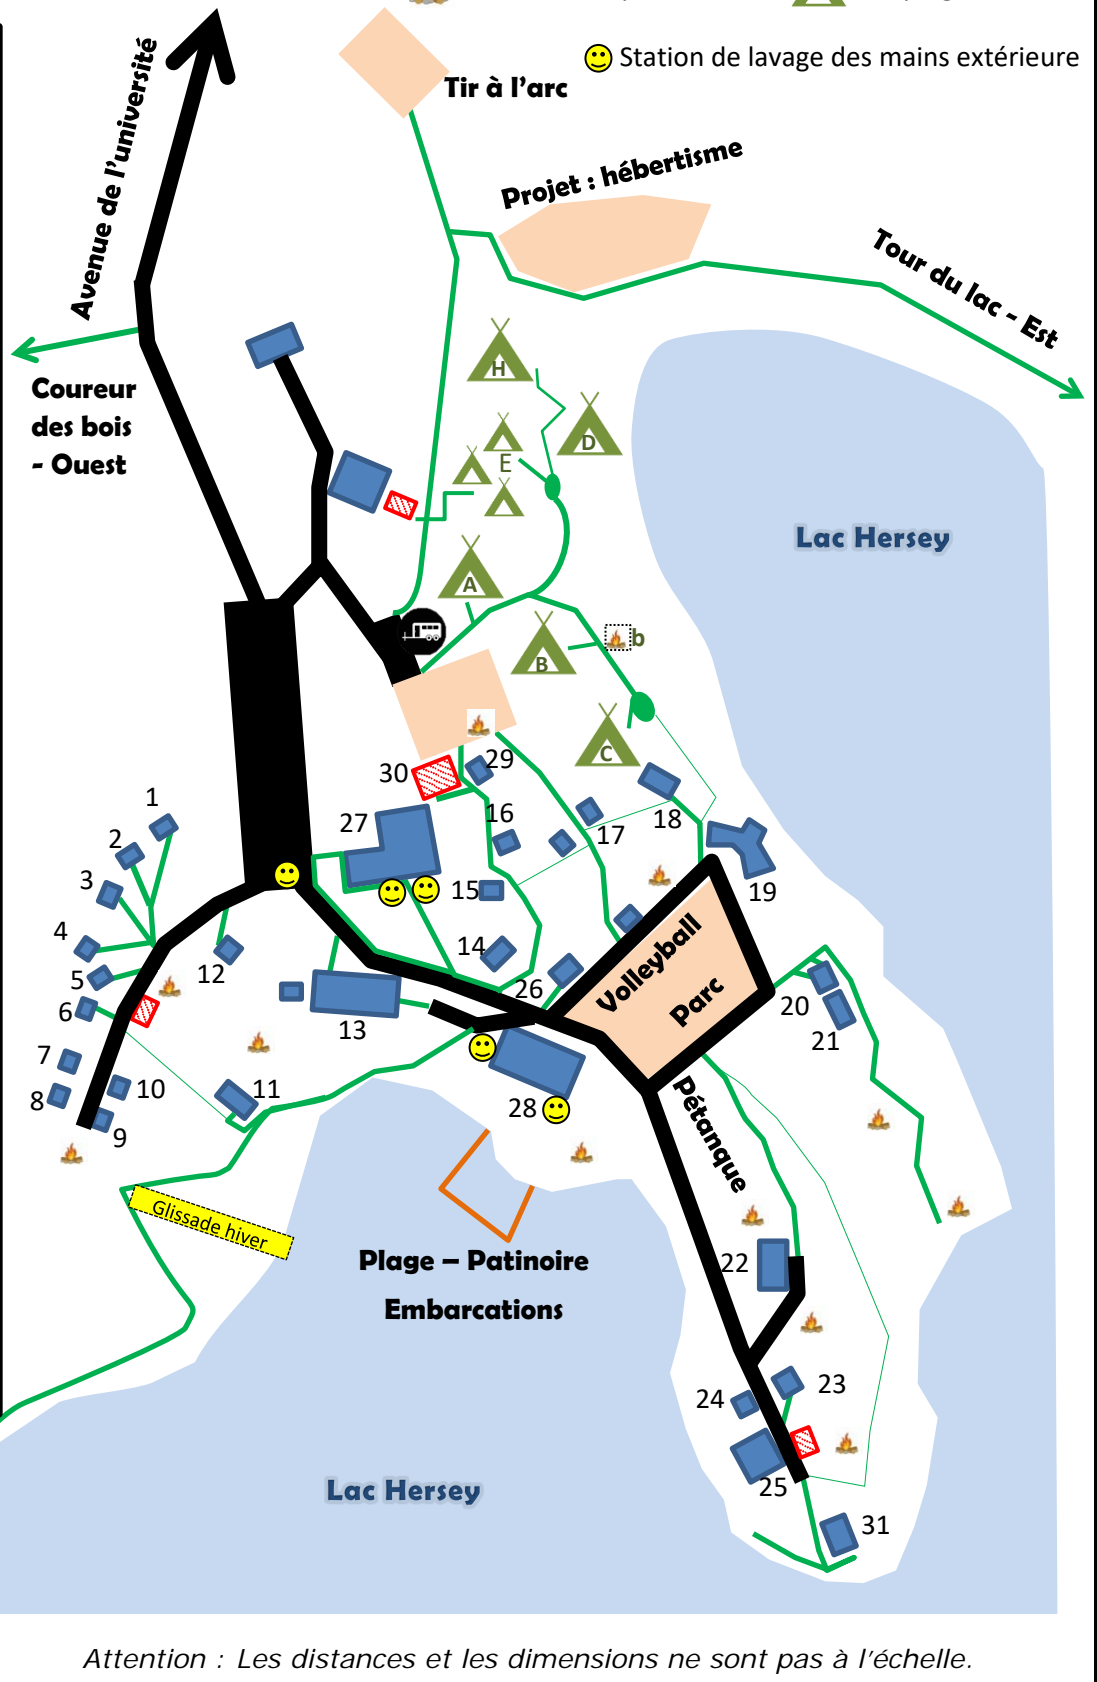 Station de lavage des mains extérieure
Tir à l'arc
Avenue de l'université
Projet : hébertisme
Tour du lac - Est
Coureur
des bois
- Ouest
H
D
E
Lac Hersey
A
B
b
C
29
30
16
18
27
17
1
2
3
15
19
4
14
12
5
26
Volleyball
Parc
6
13
20
21
7
10
11
8
9
28
Pétanque
Glissade hiver
22
Plage – Patinoire
Embarcations
23
24
25
Lac Hersey
31
Attention : Les distances et les dimensions ne sont pas à l'échelle.